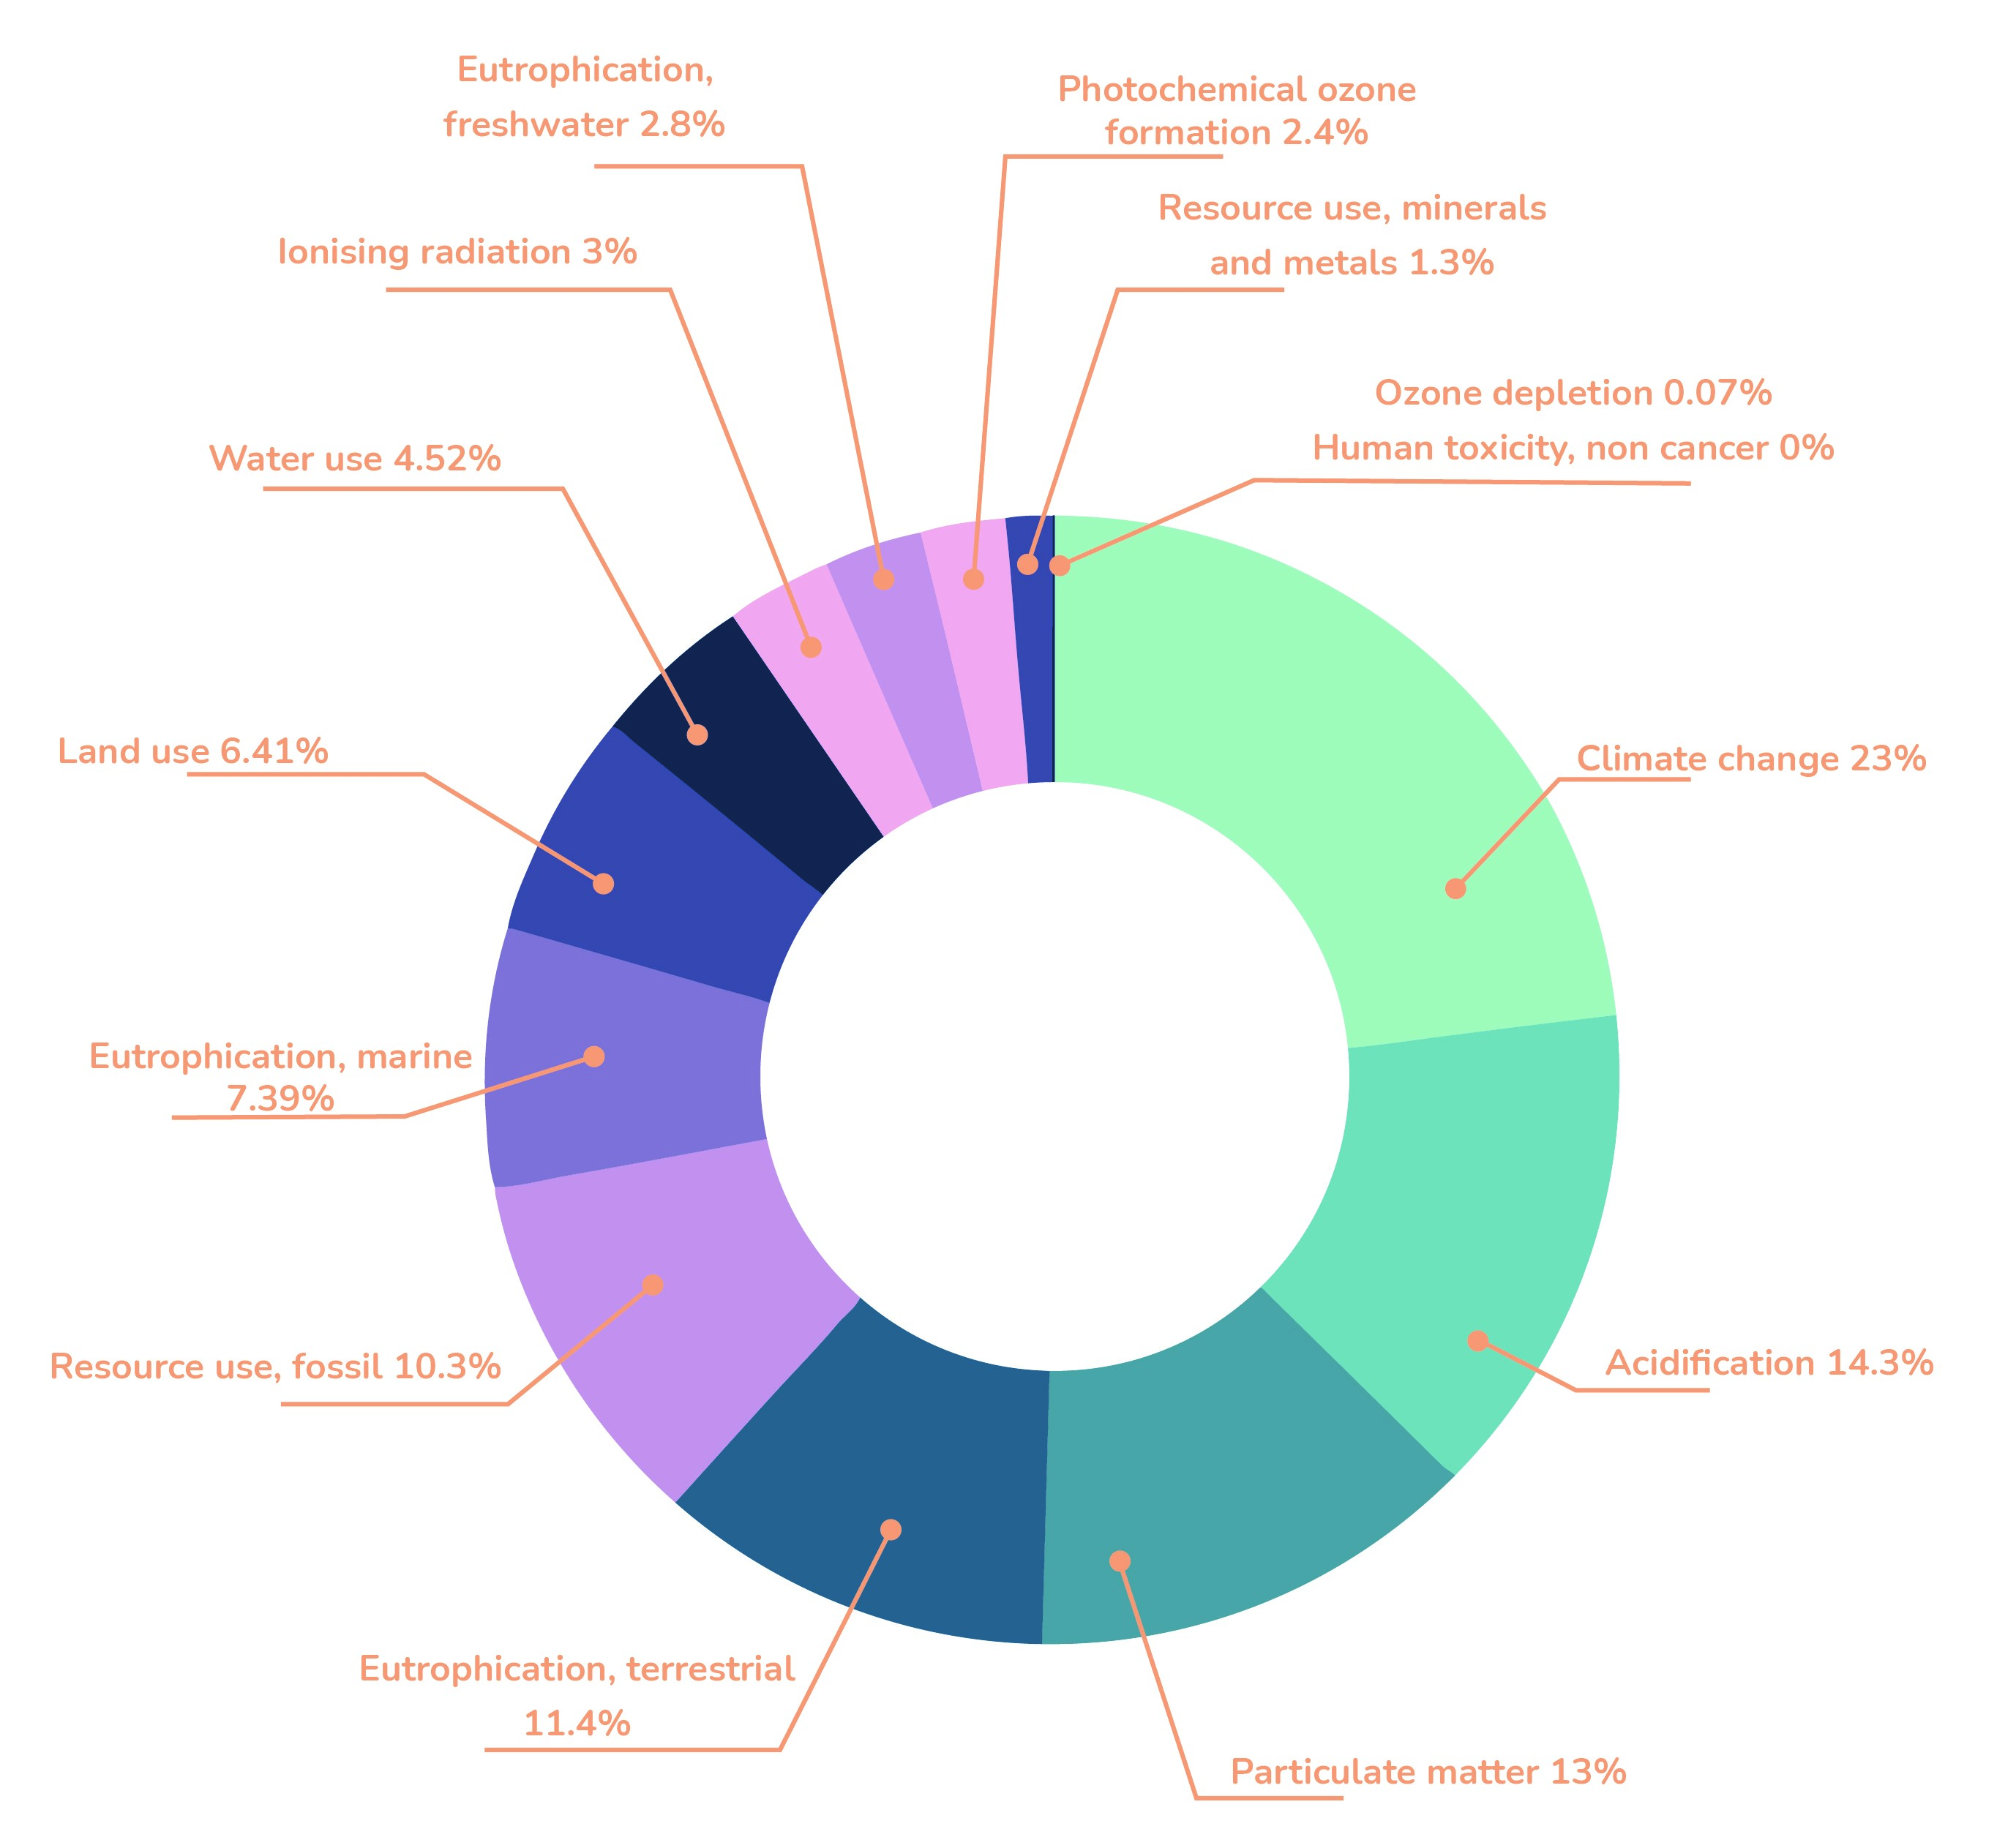 Eutrophication,
freshwater 2.8%
Photochemical ozone
formation 2.4%
Resource use, minerals
and metals 1.3%
Ionising radiation 3%
Ozone depletion 0.07%
Human toxicity, non cancer 0%
Water use 4.52%
Land use 6.41%
Climate change 23%
Eutrophication, marine
7.39%
Resource use, fossil 10.3%
Acidification 14.3%
Eutrophication, terrestrial
11.4%
Particulate matter 13%